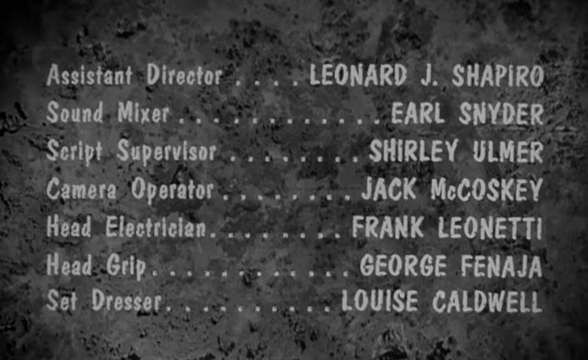 Assistant Director . . . . LEONARD J. SHAPIRO
Sound Mixer . . . . . . . . . . . . EARL SNYDER
Script Supervisor . . . . . . . . SHIRLEY ULMER
Camera Operator . . . . . . . . JACK McCOSKEY
Head Electrician. . . . . . . . FRANK LEONETTI
Head Grip. . . . . . . . . . . . . GEORGE FENAJA
Set Dresser. . . . . . . . . . LOUISE CALDWELL